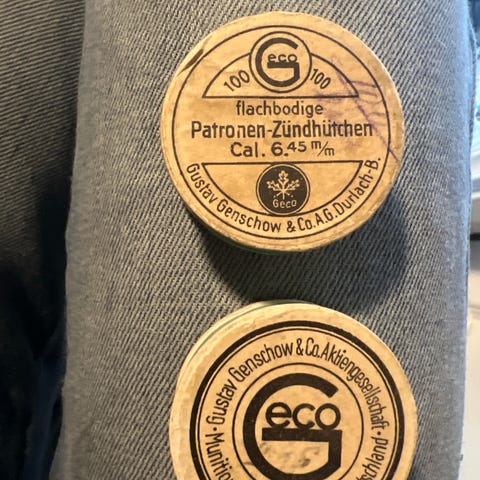 Geco
100 100
flachbodige
Patronen-Zündhütchen
Cal. 6.45 m/m
Geco
Gustav Genschow & Co. A.G. Durlach-B.
Gustav Genschow & Co. Aktiengesellschaft
Geco